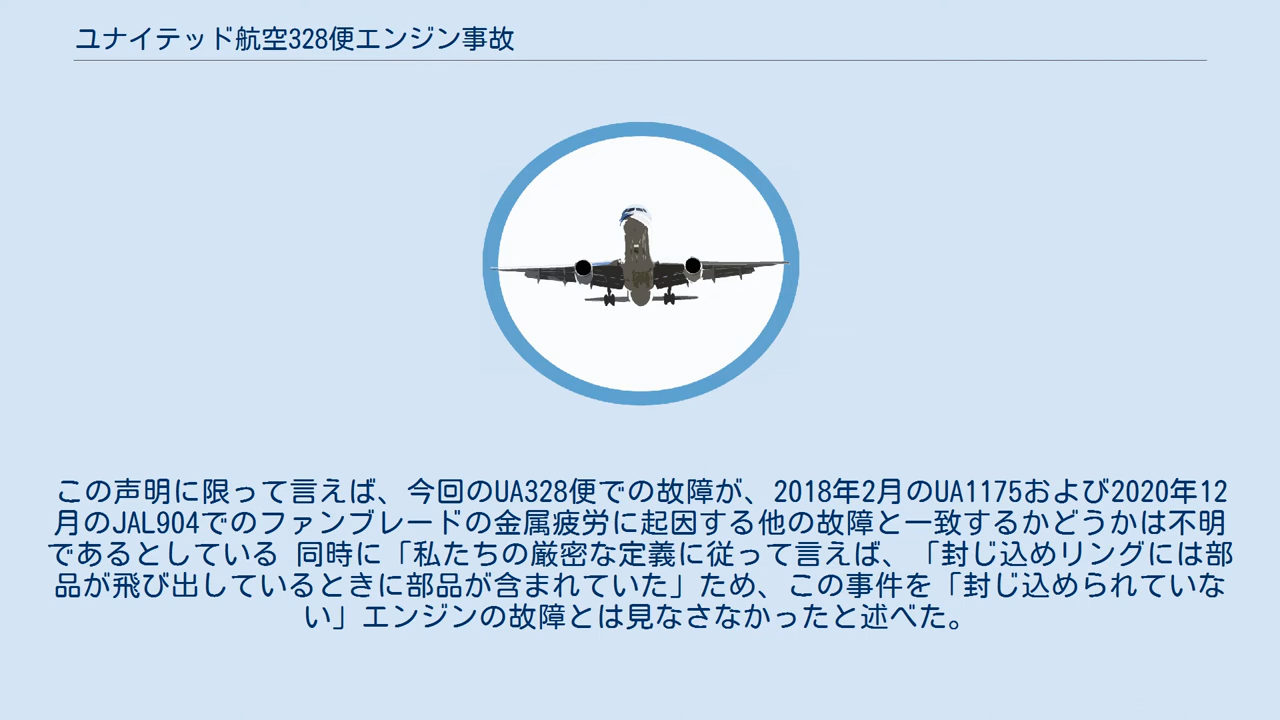 ユナイテッド航空328便エンジン事故
この声明に限って言えば、今回のUA328便での故障が、2018年2月のUA1175および2020年12
月のJAL904でのファンブレードの金属疲労に起因する他の故障と一致するかどうかは不明
であるとしている 同時に「私たちの厳密な定義に従って言えば、「封じ込めリングには部
品が飛び出しているときに部品が含まれていた」ため、この事件を「封じ込められていな
い」エンジンの故障とは見なさなかったと述べた。